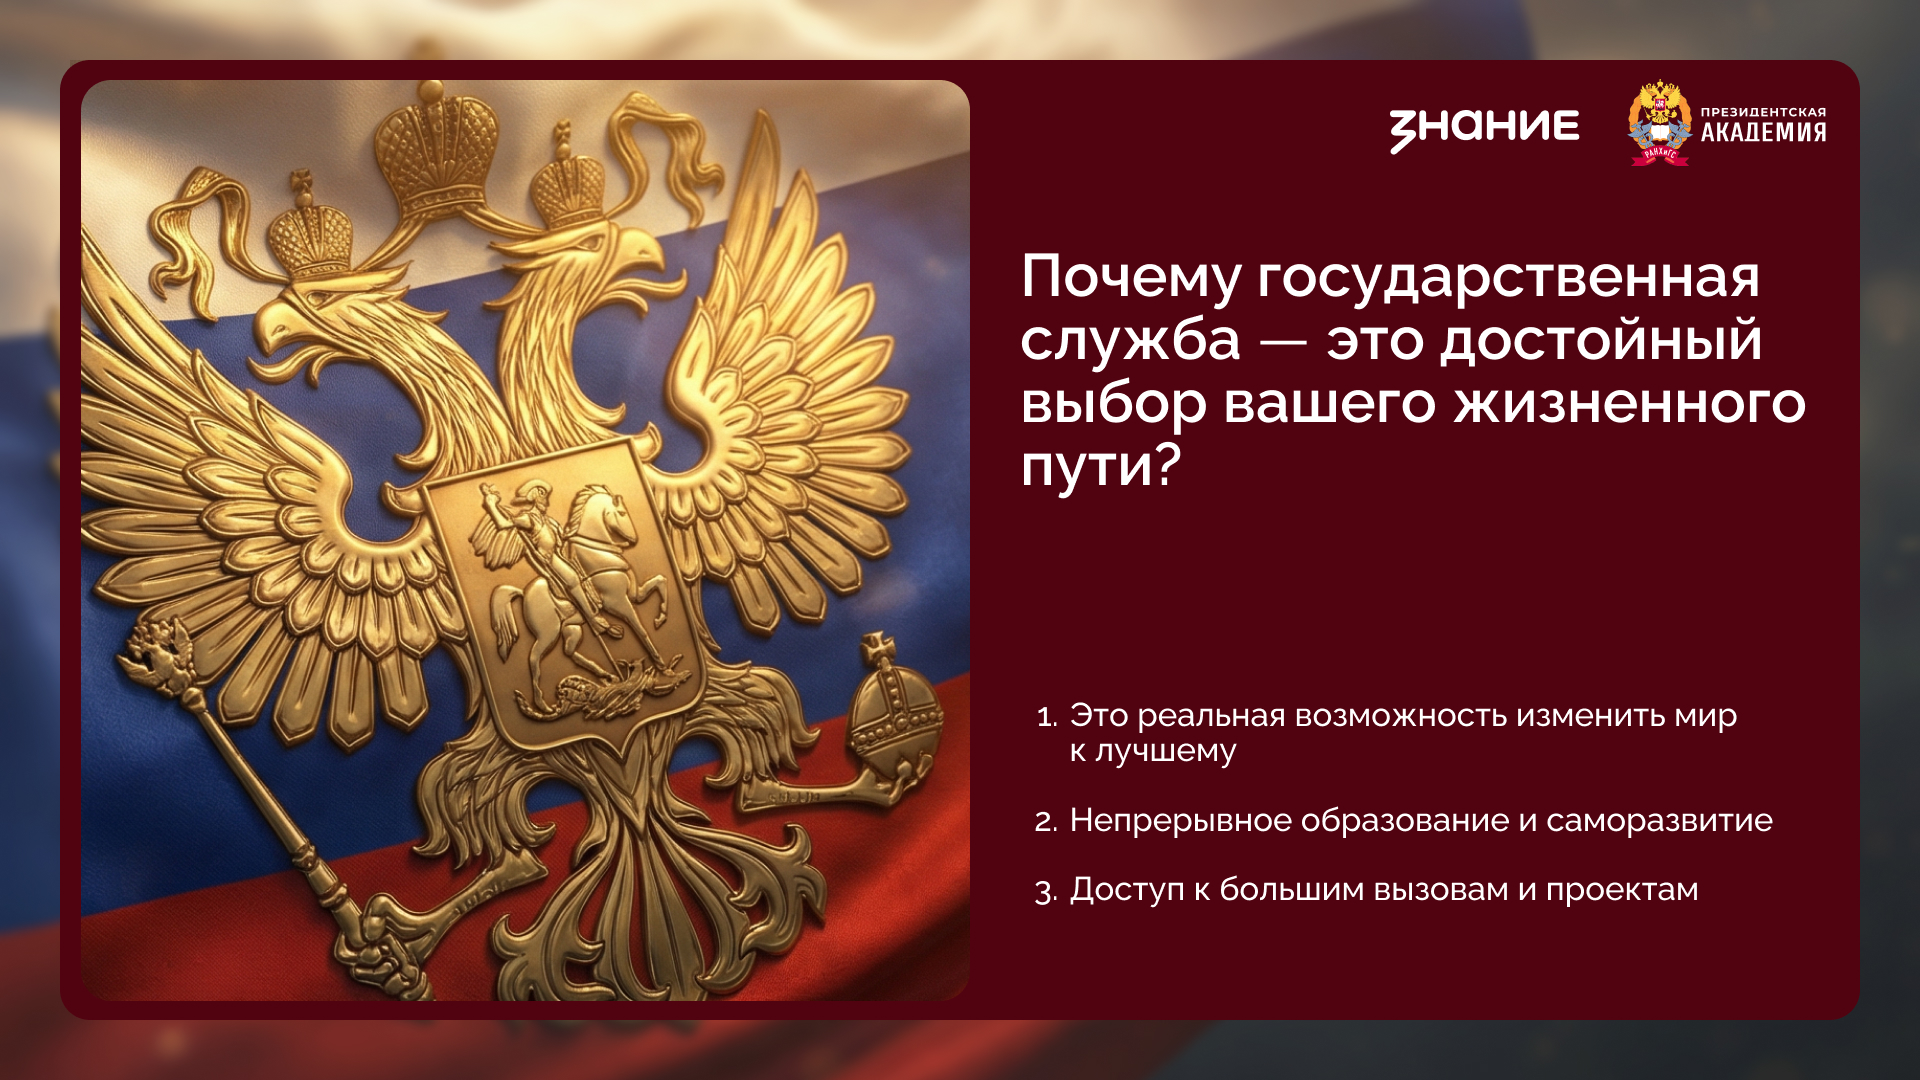 знание
ПРЕЗИДЕНТСКАЯ
АКАДЕМИЯ
РАНХиГС
Почему государственная
служба — это достойный
выбор вашего жизненного
пути?
1. Это реальная возможность изменить мир
к лучшему
2. Непрерывное образование и саморазвитие
3. Доступ к большим вызовам и проектам